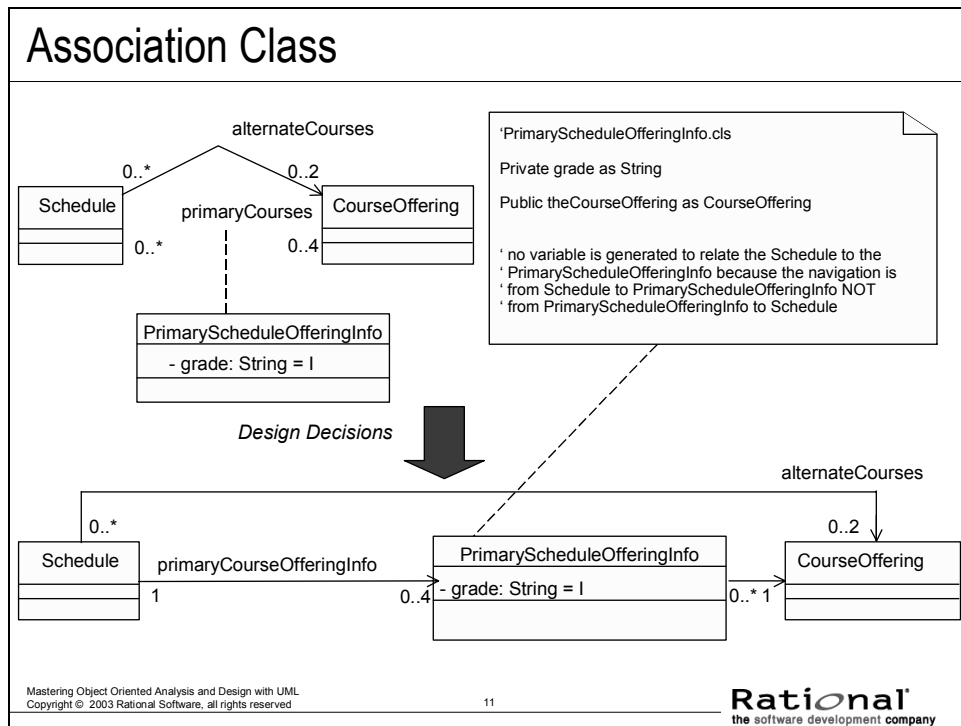 Association Class
alternateCourses
0..*
0..2
Schedule
primaryCourses
CourseOffering
0..*
0..4
PrimaryScheduleOfferingInfo
- grade: String = I
‘PrimaryScheduleOfferingInfo.cls
Private grade as String
Public theCourseOffering as CourseOffering
‘ no variable is generated to relate the Schedule to the
‘ PrimaryScheduleOfferingInfo because the navigation is
‘ from Schedule to PrimaryScheduleOfferingInfo NOT
‘ from PrimaryScheduleOfferingInfo to Schedule
Design Decisions
alternateCourses
0..*
0..2
Schedule
primaryCourseOfferingInfo
PrimaryScheduleOfferingInfo
CourseOffering
- grade: String = I
1
0..4
0..*
1
Mastering Object Oriented Analysis and Design with UML
Copyright © 2003 Rational Software, all rights reserved
11
Rational
the software development company